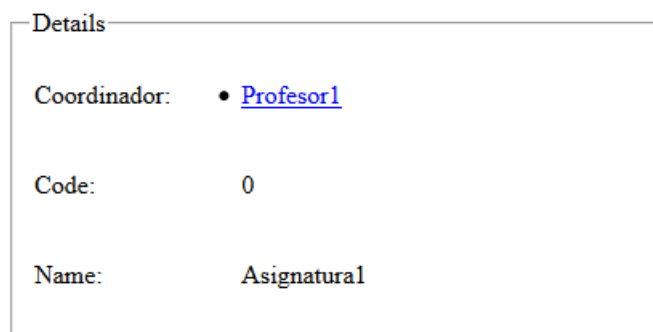 Details
Coordinador: • Profesor1
Code: 0
Name: Asignatura1